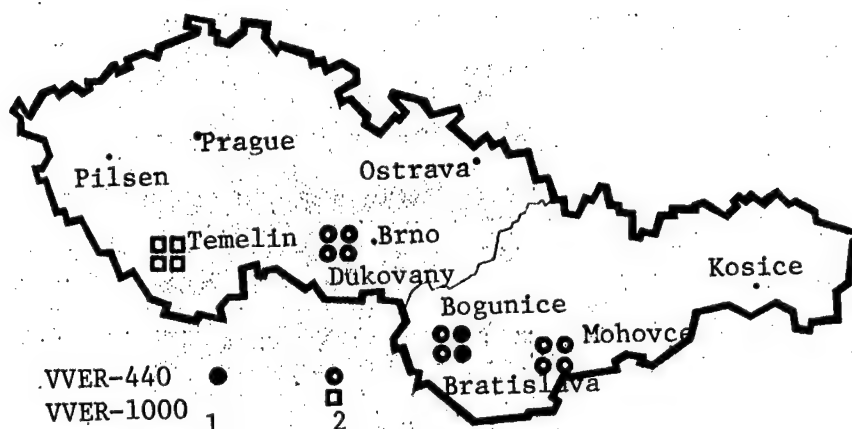 Prague
Pilsen
Ostrava
Temelin
Brno
Dukovany
Kosice
Bogunice
Mohovce
Bratislava
VVER-440
VVER-1000
1 2